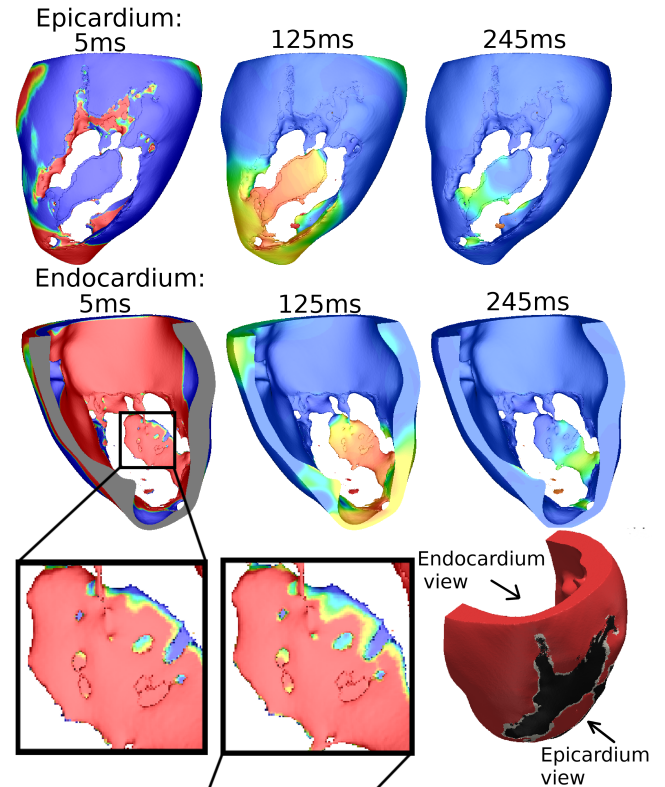 Epicardium:
5ms
125ms
245ms
Endocardium:
5ms
125ms
245ms
Endocardium
view
Epicardium
view